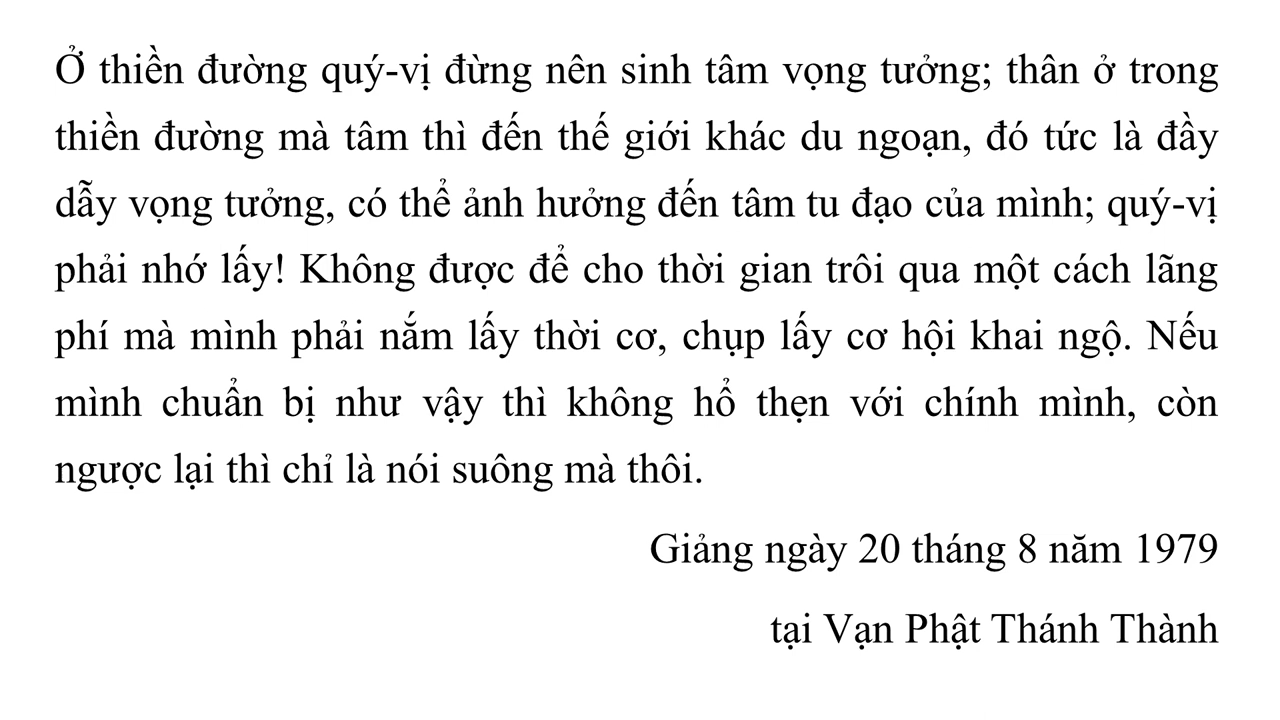 Ở thiền đường quý-vị đừng nên sinh tâm vọng tưởng; thân ở trong
thiền đường mà tâm thì đến thế giới khác du ngoạn, đó tức là đầy
dẫy vọng tưởng, có thể ảnh hưởng đến tâm tu đạo của mình; quý-vị
phải nhớ lấy! Không được để cho thời gian trôi qua một cách lãng
phí mà mình phải nắm lấy thời cơ, chụp lấy cơ hội khai ngộ. Nếu
mình chuẩn bị như vậy thì không hổ thẹn với chính mình, còn
ngược lại thì chỉ là nói suông mà thôi.
Giảng ngày 20 tháng 8 năm 1979
tại Vạn Phật Thánh Thành